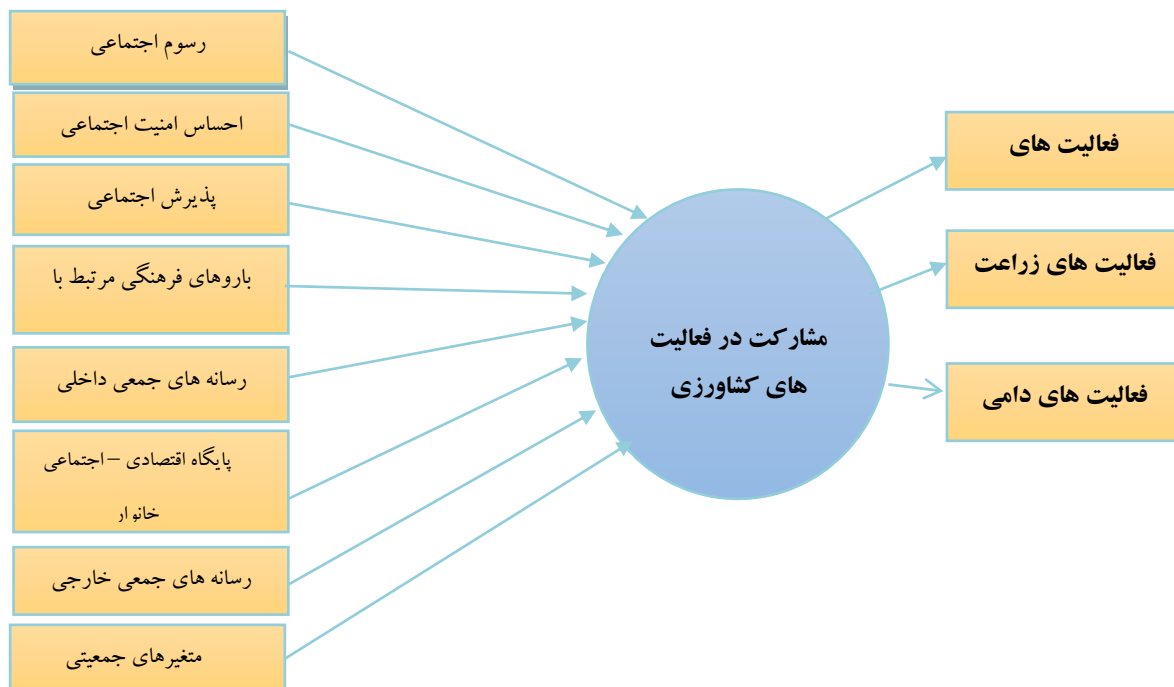 رسوم اجتماعی
احساس امنیت اجتماعی
پذیرش اجتماعی
باروهای فرهنگی مرتبط با
رسانه های جمعی داخلی
پایگاه اقتصادی – اجتماعی
خانوار
رسانه های جمعی خارجی
متغیرهای جمعیتی
مشارکت در فعالیت
های کشاورزی
فعالیت های
فعالیت های زراعت
فعالیت های دامی